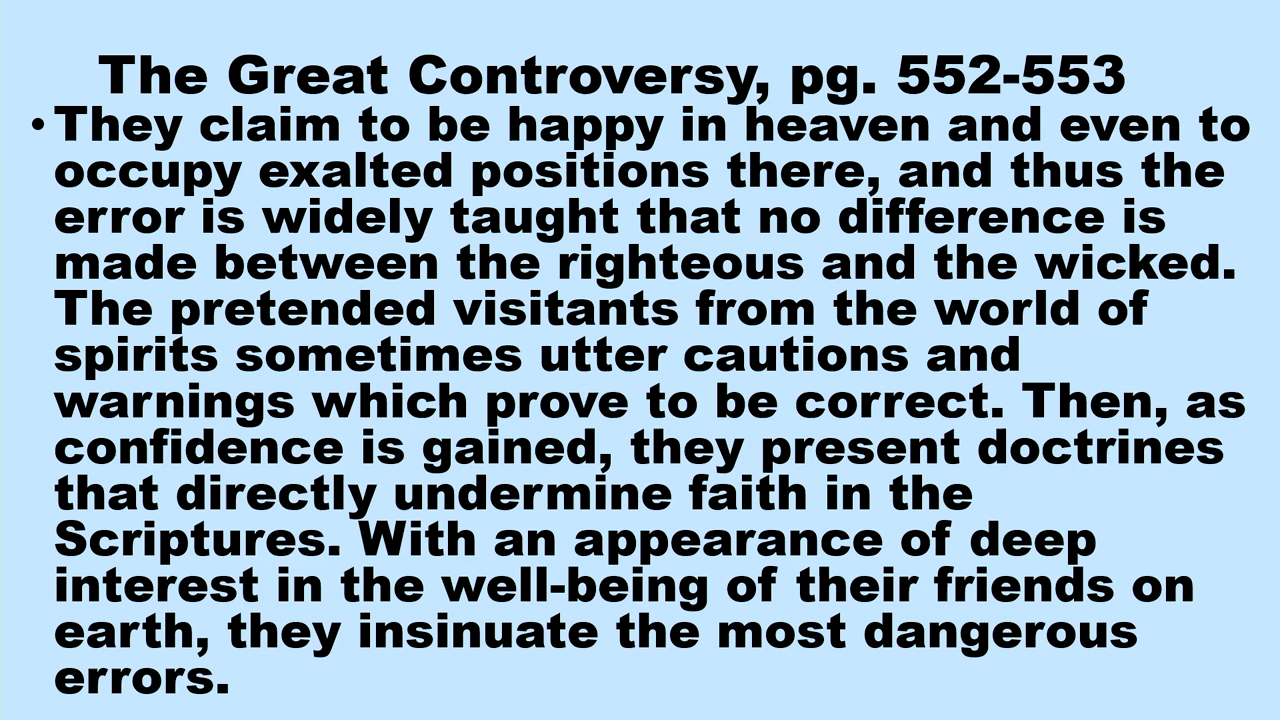 The Great Controversy, pg. 552-553
• They claim to be happy in heaven and even to
occupy exalted positions there, and thus the
error is widely taught that no difference is
made between the righteous and the wicked.
The pretended visitants from the world of
spirits sometimes utter cautions and
warnings which prove to be correct. Then, as
confidence is gained, they present doctrines
that directly undermine faith in the
Scriptures. With an appearance of deep
interest in the well-being of their friends on
earth, they insinuate the most dangerous
errors.